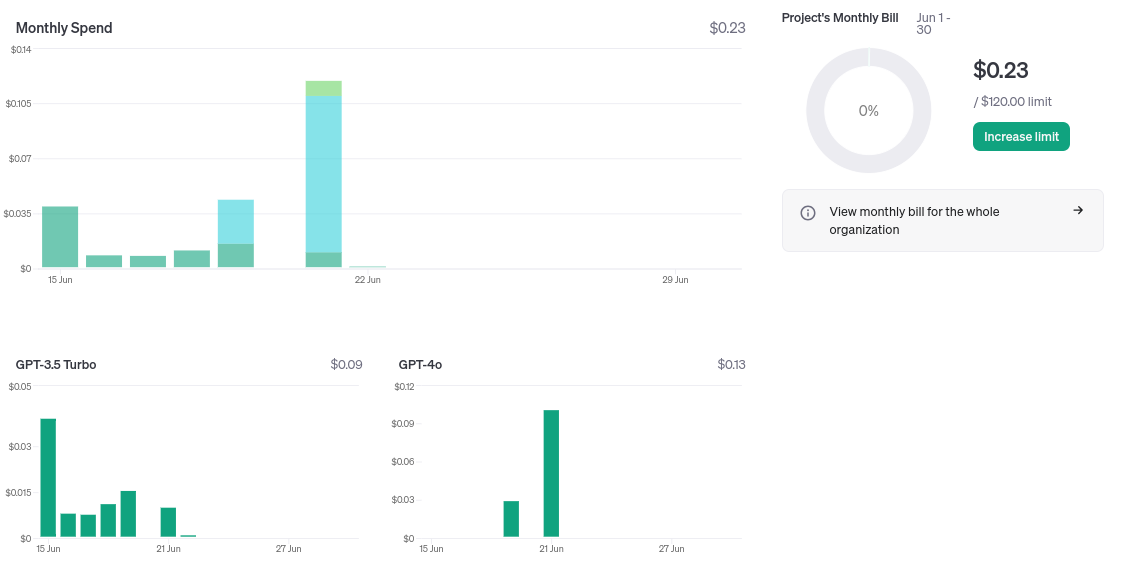 Monthly Spend
$0.23
$0.14
$0.105
$0.07
$0.035
$0
15 Jun
22 Jun
29 Jun
Project's Monthly Bill
Jun 1 -
30
0%
$0.23
/ $120.00 limit
Increase limit
View monthly bill for the whole
organization
GPT-3.5 Turbo
$0.09
$0.05
$0.03
$0.015
$0
15 Jun
21 Jun
27 Jun
GPT-4o
$0.13
$0.12
$0.09
$0.06
$0.03
$0
15 Jun
21 Jun
27 Jun